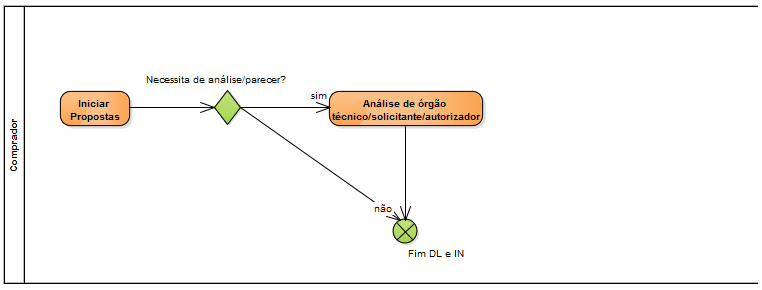 Comprador
Necessita de análise/parecer?
Iniciar
Propostas
sim
Análise de órgão
técnico/solicitante/autorizador
não
Fim DL e IN